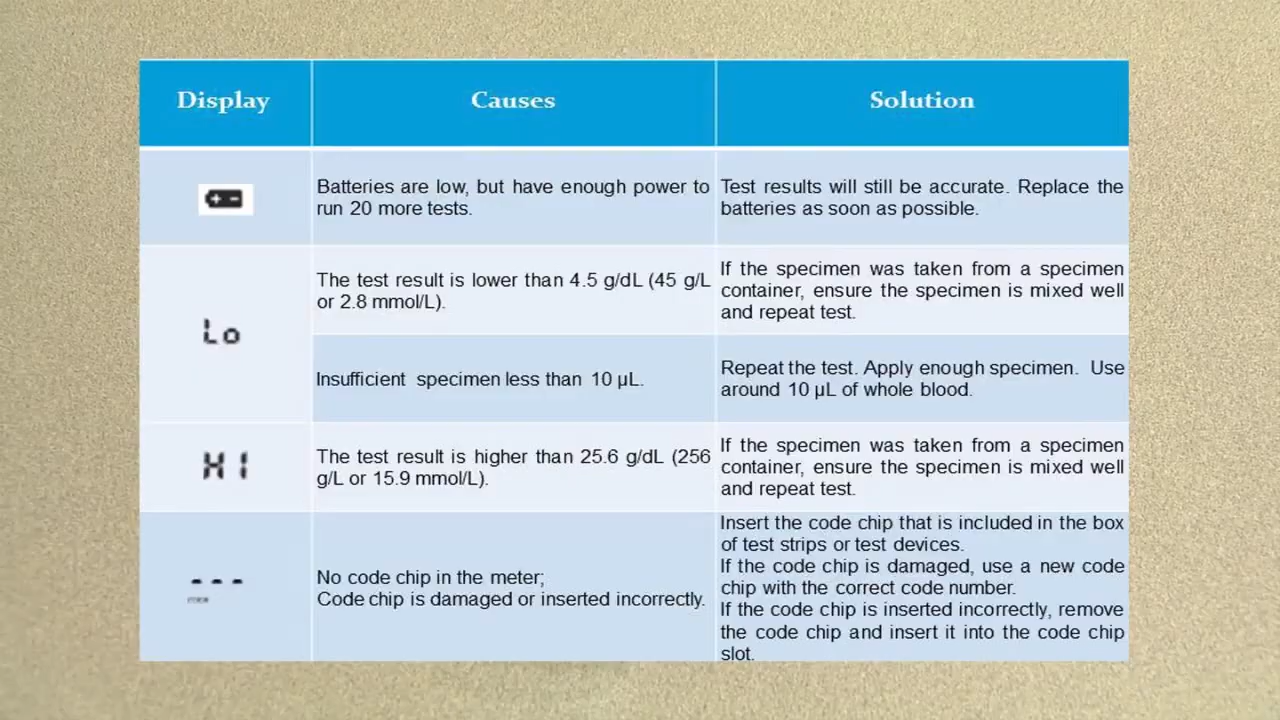 Display Causes Solution
Batteries are low, but have enough power to
run 20 more tests.
Test results will still be accurate. Replace the
batteries as soon as possible.
Lo
The test result is lower than 4.5 g/dL (45 g/L
or 2.8 mmol/L).
If the specimen was taken from a specimen
container, ensure the specimen is mixed well
and repeat test.
Insufficient specimen less than 10 µL.
Repeat the test. Apply enough specimen. Use
around 10 µL of whole blood.
HI
The test result is higher than 25.6 g/dL (256
g/L or 15.9 mmol/L).
If the specimen was taken from a specimen
container, ensure the specimen is mixed well
and repeat test.
---
CODE
No code chip in the meter;
Code chip is damaged or inserted incorrectly.
Insert the code chip that is included in the box
of test strips or test devices.
If the code chip is damaged, use a new code
chip with the correct code number.
If the code chip is inserted incorrectly, remove
the code chip and insert it into the code chip
slot.